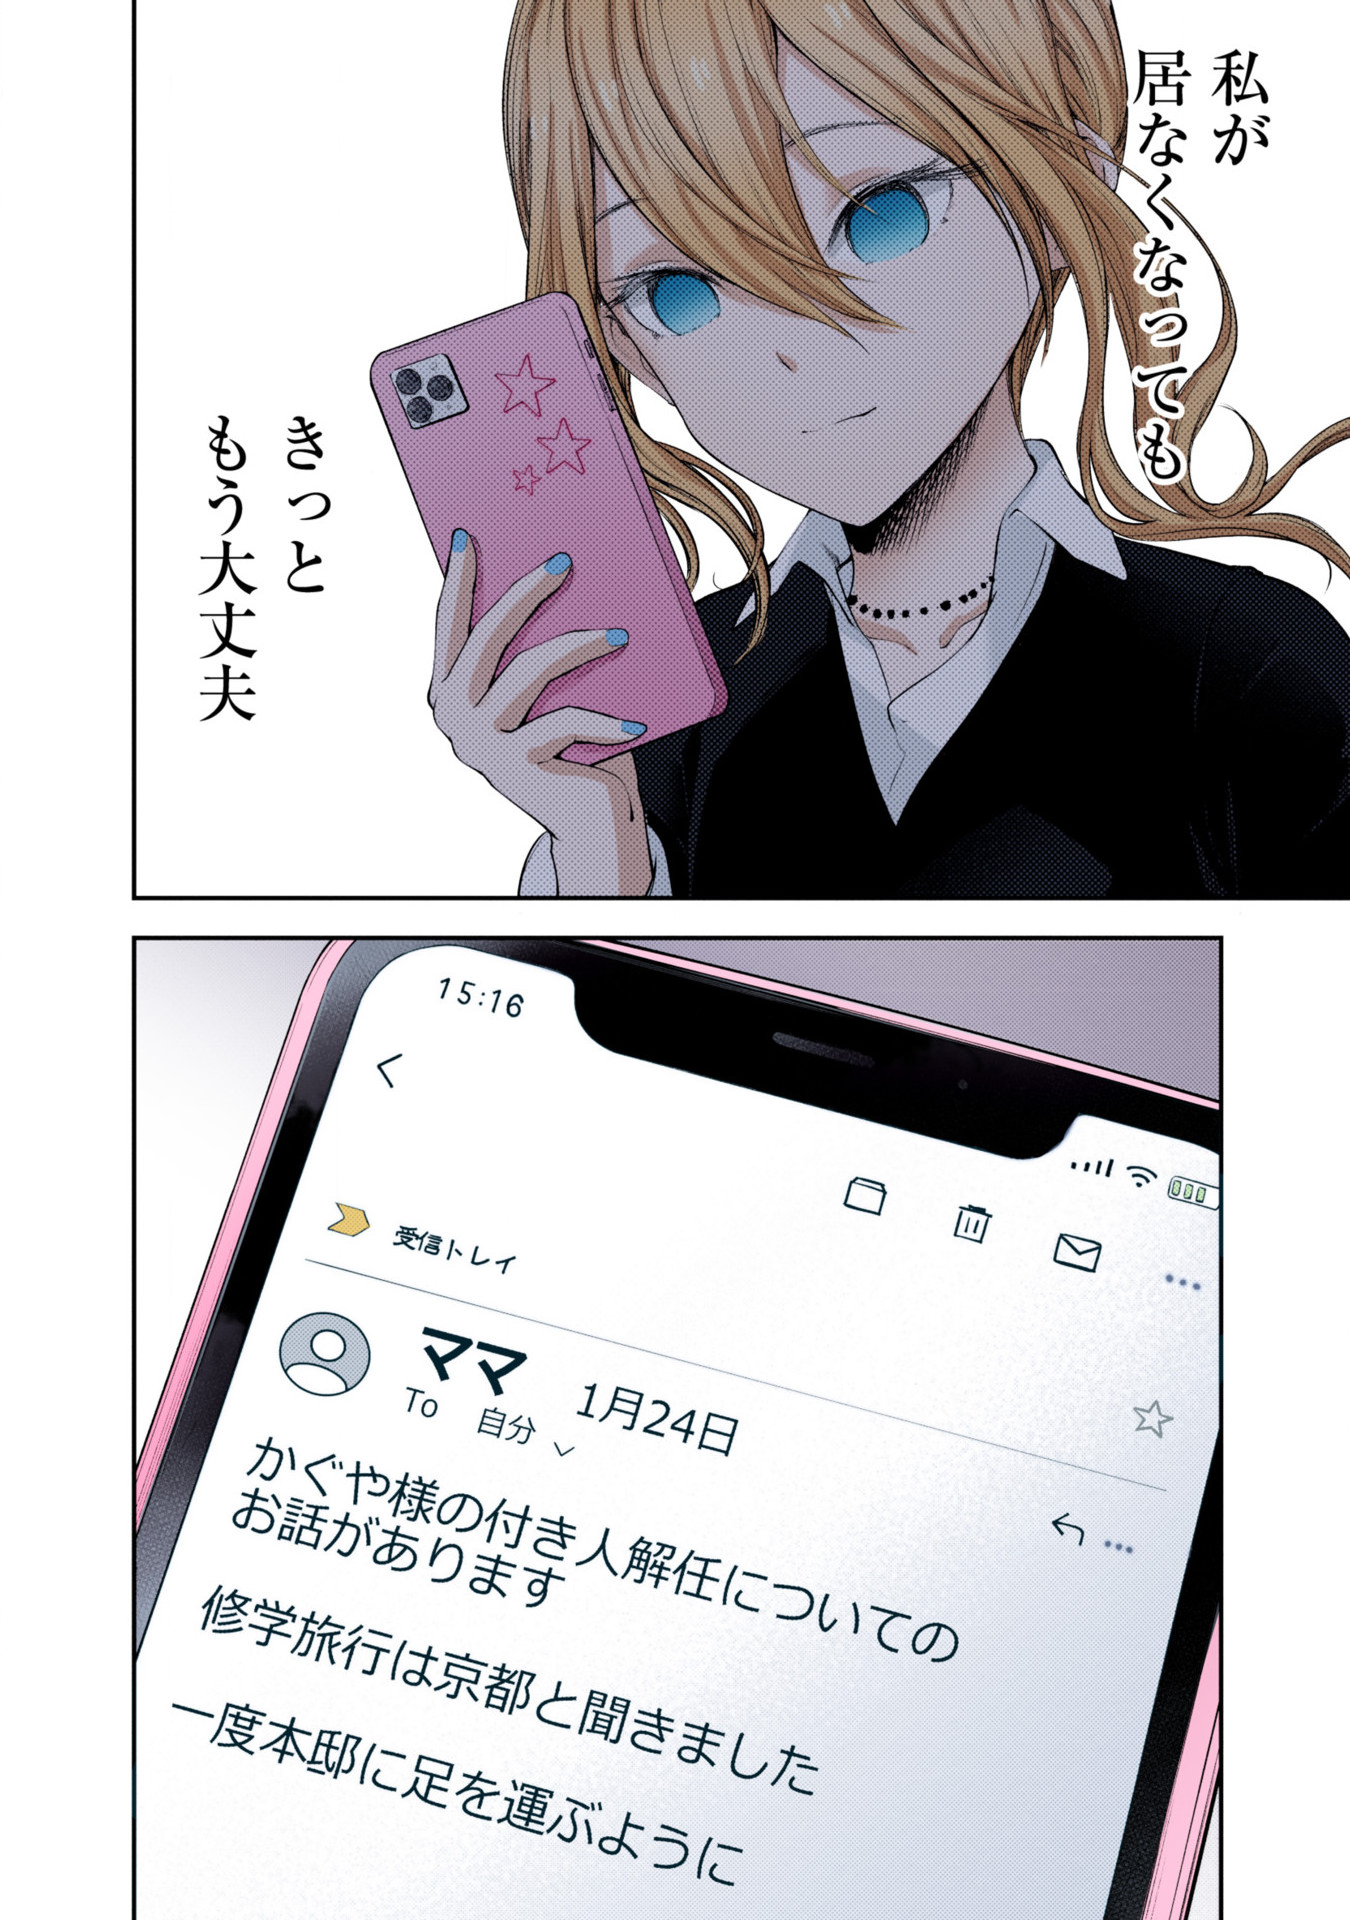 私が
居なくなっても
きっと
もう大丈夫
15:16
受信トレイ
ママ 1月24日
To 自分
かぐや様の付き人解任についての
お話があります
修学旅行は京都と聞きました
一度本邸に足を運ぶように